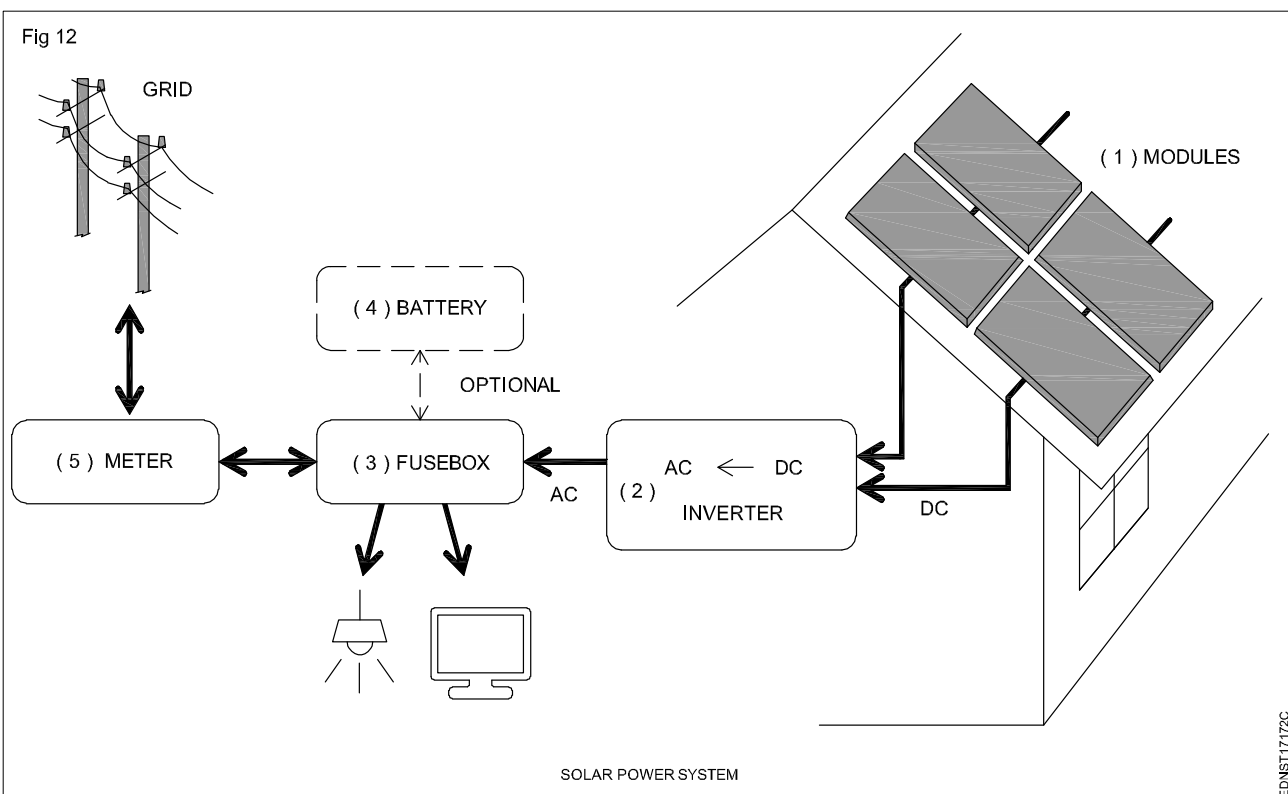 Fig 12
GRID
( 1 ) MODULES
( 4 ) BATTERY
OPTIONAL
( 5 ) METER
( 3 ) FUSEBOX
AC
( 2 )
AC DC
INVERTER
DC
SOLAR POWER SYSTEM
FDNST17172C